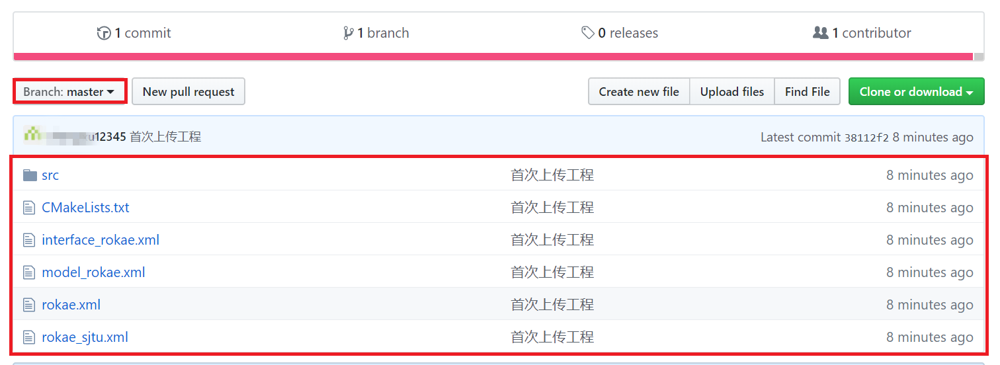 1 commit 1 branch 0 releases 1 contributor
Branch: master New pull request Create new file Upload files Find File Clone or download
12345 首次上传工程 Latest commit 38112f2 8 minutes ago
src 首次上传工程 8 minutes ago
CMakeLists.txt 首次上传工程 8 minutes ago
interface_rokae.xml 首次上传工程 8 minutes ago
model_rokae.xml 首次上传工程 8 minutes ago
rokae.xml 首次上传工程 8 minutes ago
rokae_sjtu.xml 首次上传工程 8 minutes ago